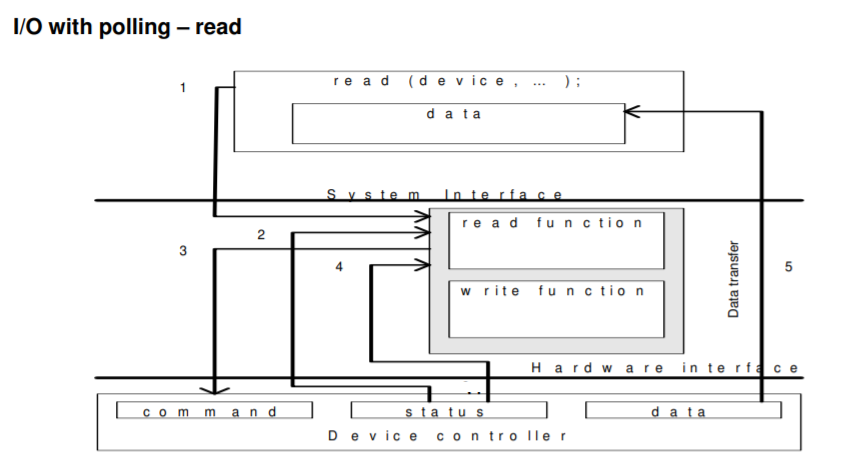 I/O with polling – read
1
read (device, … );
data
System Interface
2
read function
3
4
Data transfer
5
write function
Hardware interface
..
command
status
data
Device controller